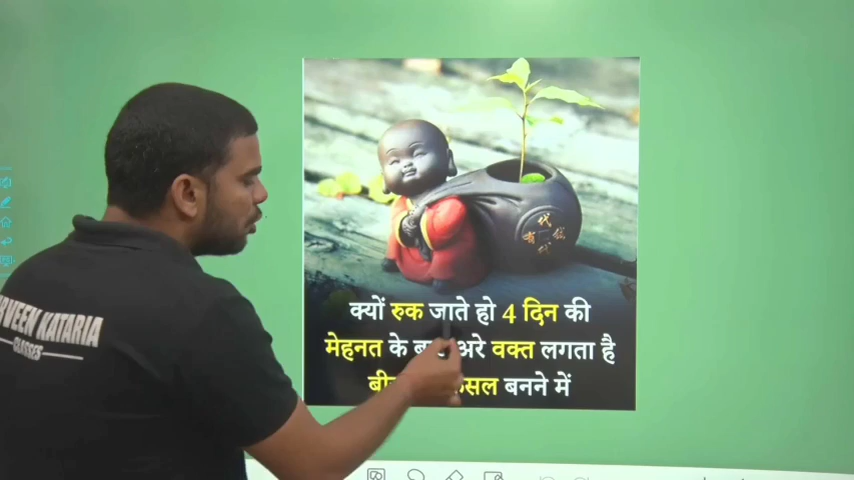 क्यों रुक जाते हो 4 दिन की
मेहनत के अरे वक्त लगता है
बनने में
KATARIA
CLASSES